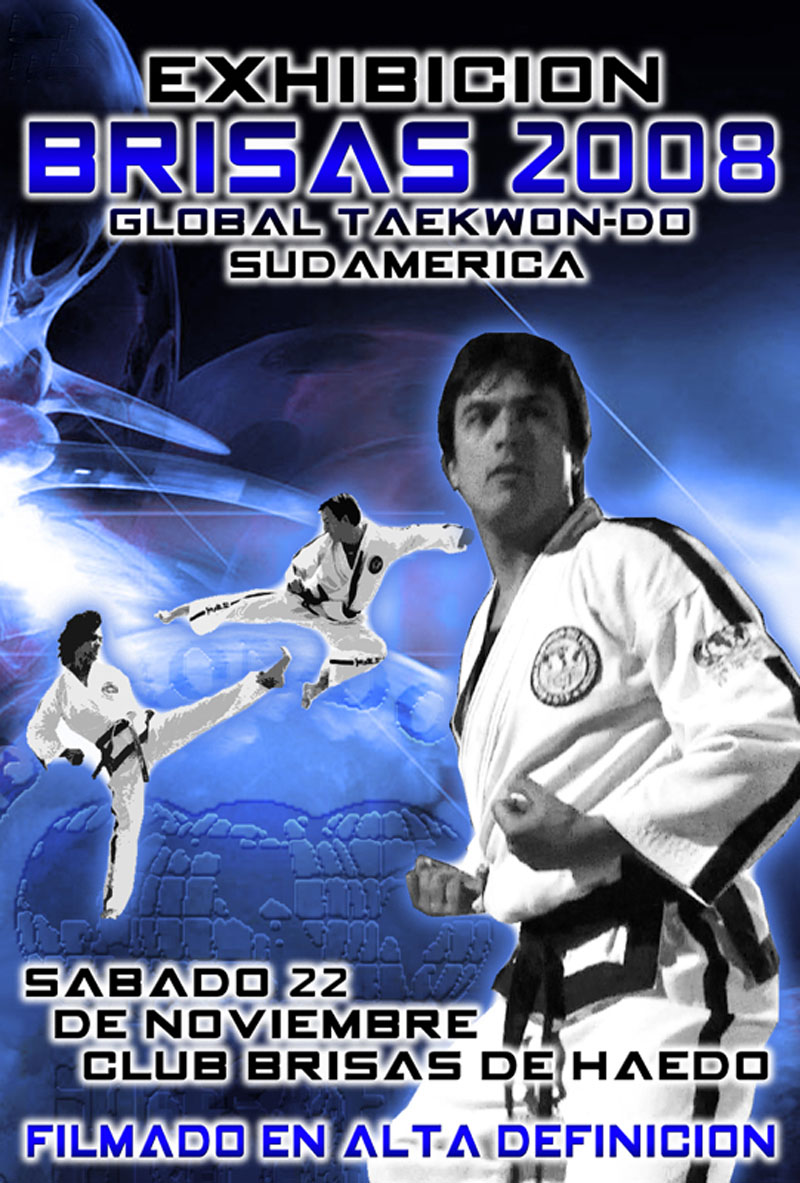 EXHIBICION
BRISAS 2008
GLOBAL TAEKWON-DO
SUDAMERICA
SABADO 22
DE NOVIEMBRE
CLUB BRISAS DE HAEDO
FILMADO EN ALTA DEFINICION